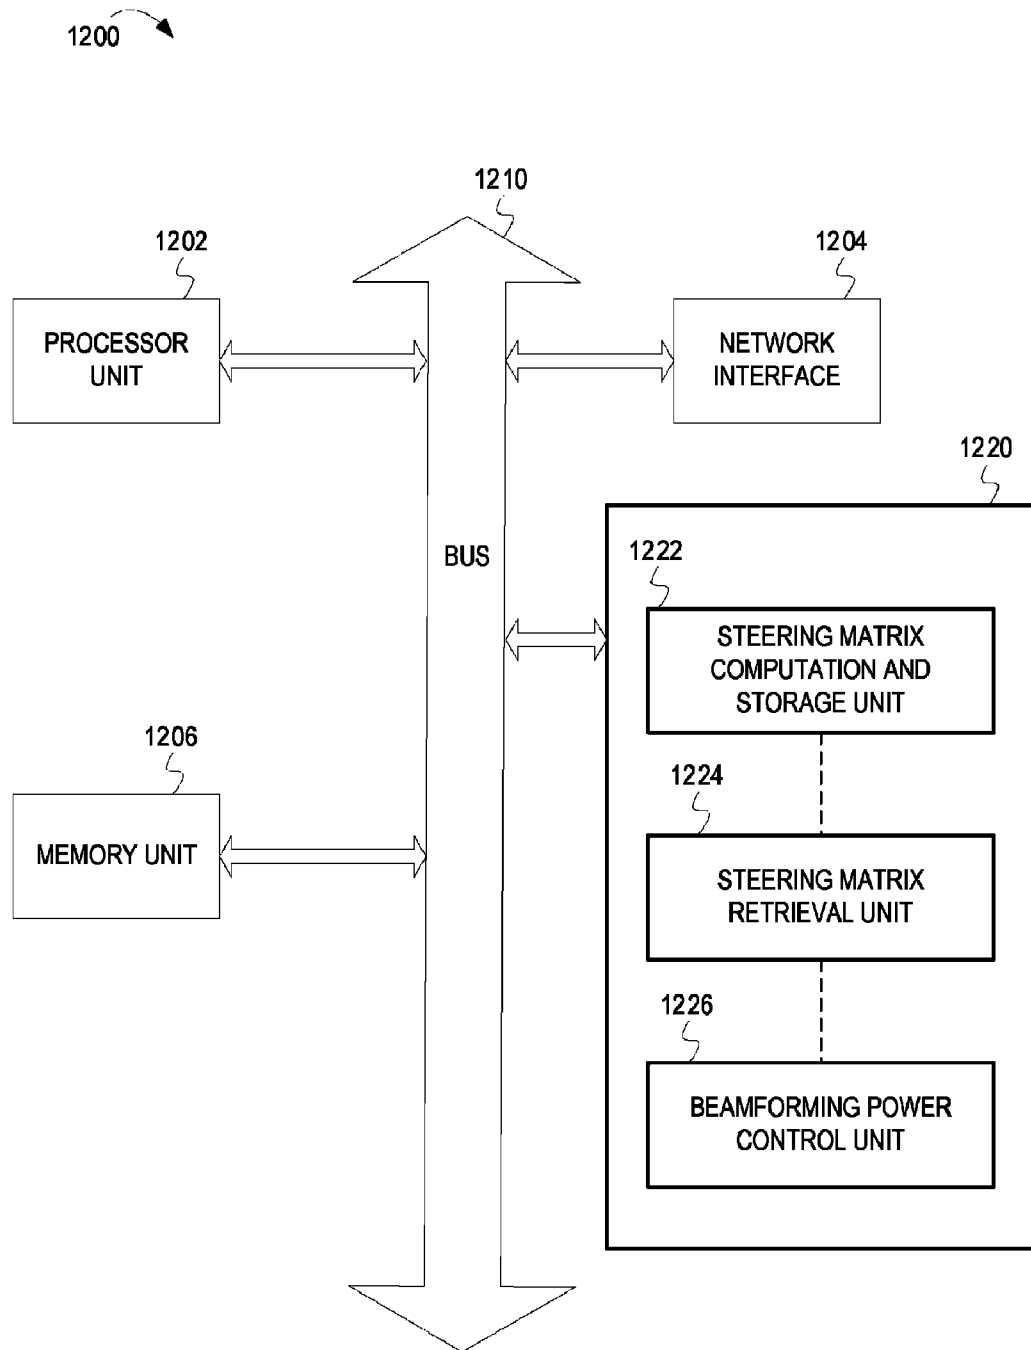 1200
1210
1202
1204
PROCESSOR
UNIT
NETWORK
INTERFACE
1220
BUS
1222
STEERING MATRIX
COMPUTATION AND
STORAGE UNIT
1206
MEMORY UNIT
1224
STEERING MATRIX
RETRIEVAL UNIT
1226
BEAMFORMING POWER
CONTROL UNIT